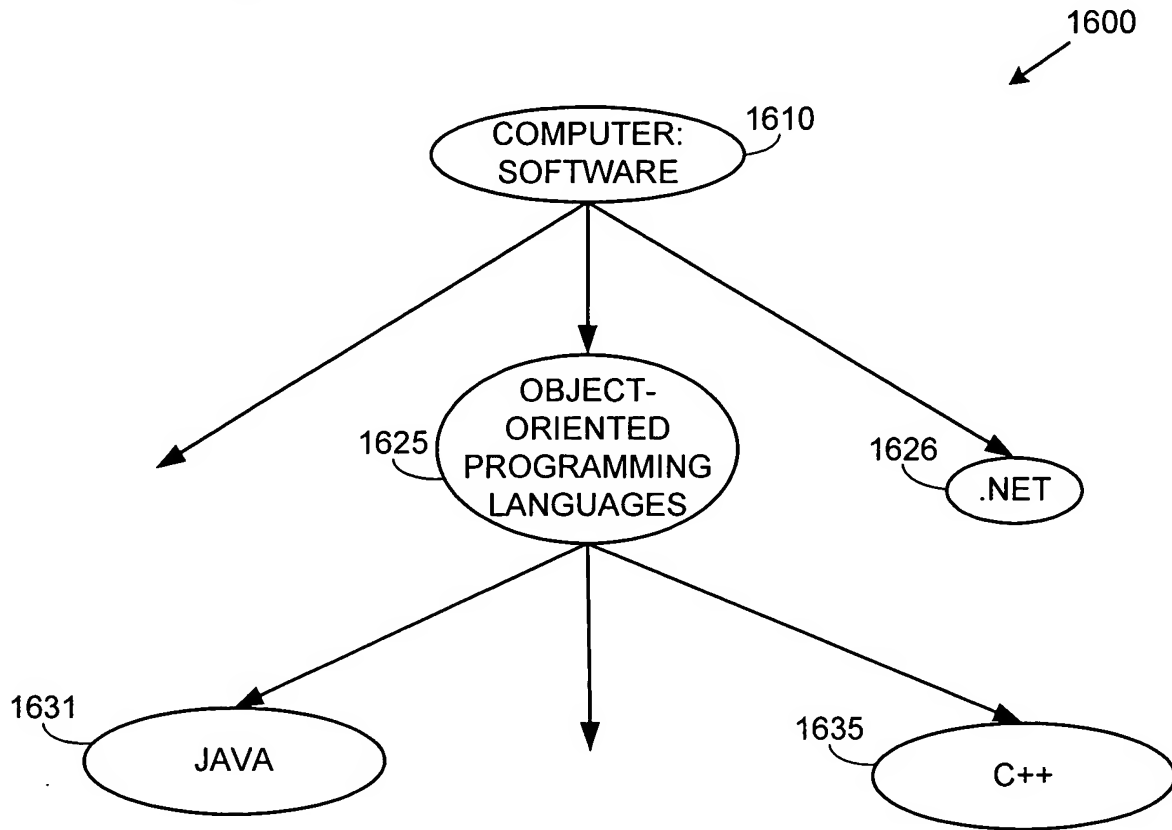 1600
1610
COMPUTER:
SOFTWARE
OBJECT-
ORIENTED
PROGRAMMING
LANGUAGES
1625
1626
.NET
1631
JAVA
1635
C++